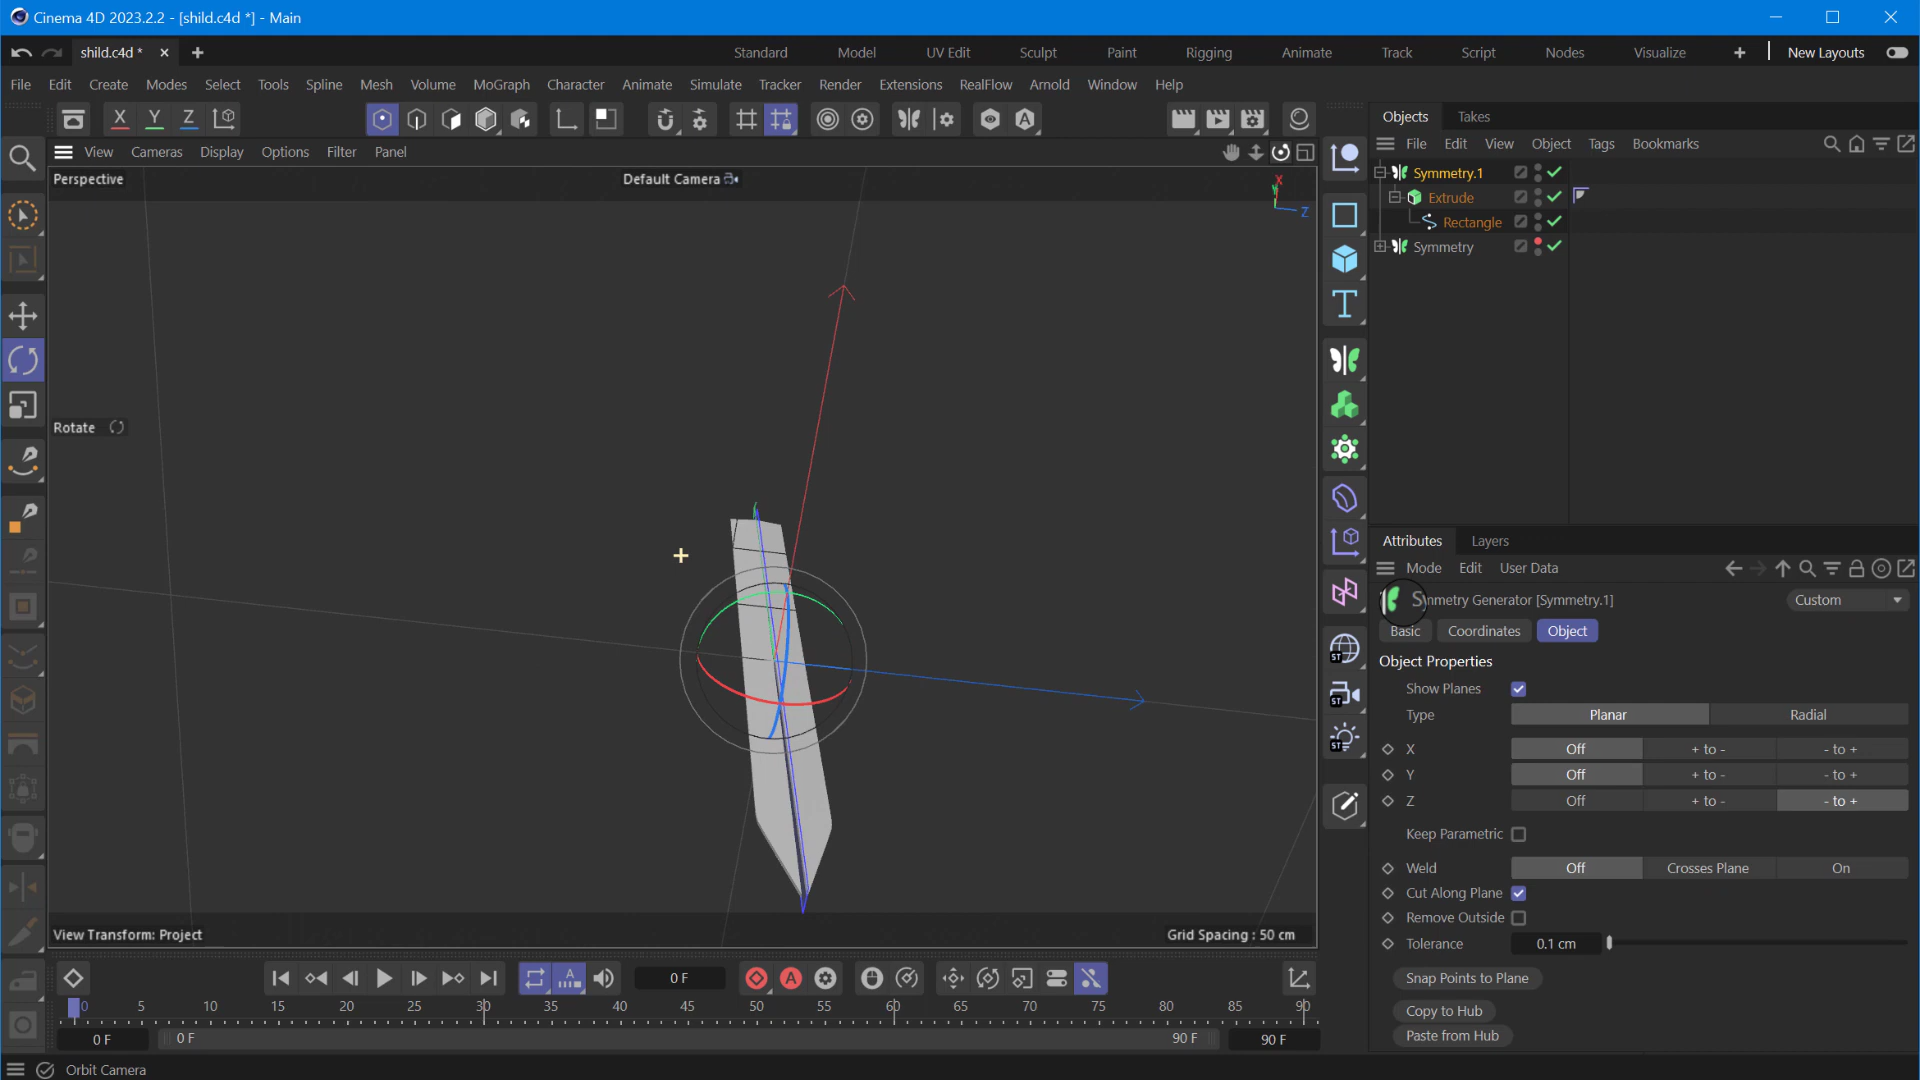 Cinema 4D 2023.2.2 - [shild.c4d *] - Main
shild.c4d *
Standard Model UV Edit Sculpt Paint Rigging Animate Track Script Nodes Visualize New Layouts
File Edit Create Modes Select Tools Spline Mesh Volume MoGraph Character Animate Simulate Tracker Render Extensions RealFlow Arnold Window Help
X Y Z
View Cameras Display Options Filter Panel
Perspective
Default Camera
X
Y
Z
Rotate
View Transform: Project
Grid Spacing : 50 cm
T
ST
ST
ST
Objects Takes
File Edit View Object Tags Bookmarks
Symmetry.1
Extrude
Rectangle
Symmetry
Attributes Layers
Mode Edit User Data
Symmetry Generator [Symmetry.1]
Custom
Basic Coordinates Object
Object Properties
Show Planes
Type Planar Radial
X Off + to - - to +
Y Off + to - - to +
Z Off + to - - to +
Keep Parametric
Weld Off Crosses Plane On
Cut Along Plane
Remove Outside
Tolerance 0.1 cm
Snap Points to Plane
Copy to Hub
Paste from Hub
0 F
0 5 10 15 20 25 30 35 40 45 50 55 60 65 70 75 80 85 90
0 F 0 F 90 F 90 F
Orbit Camera